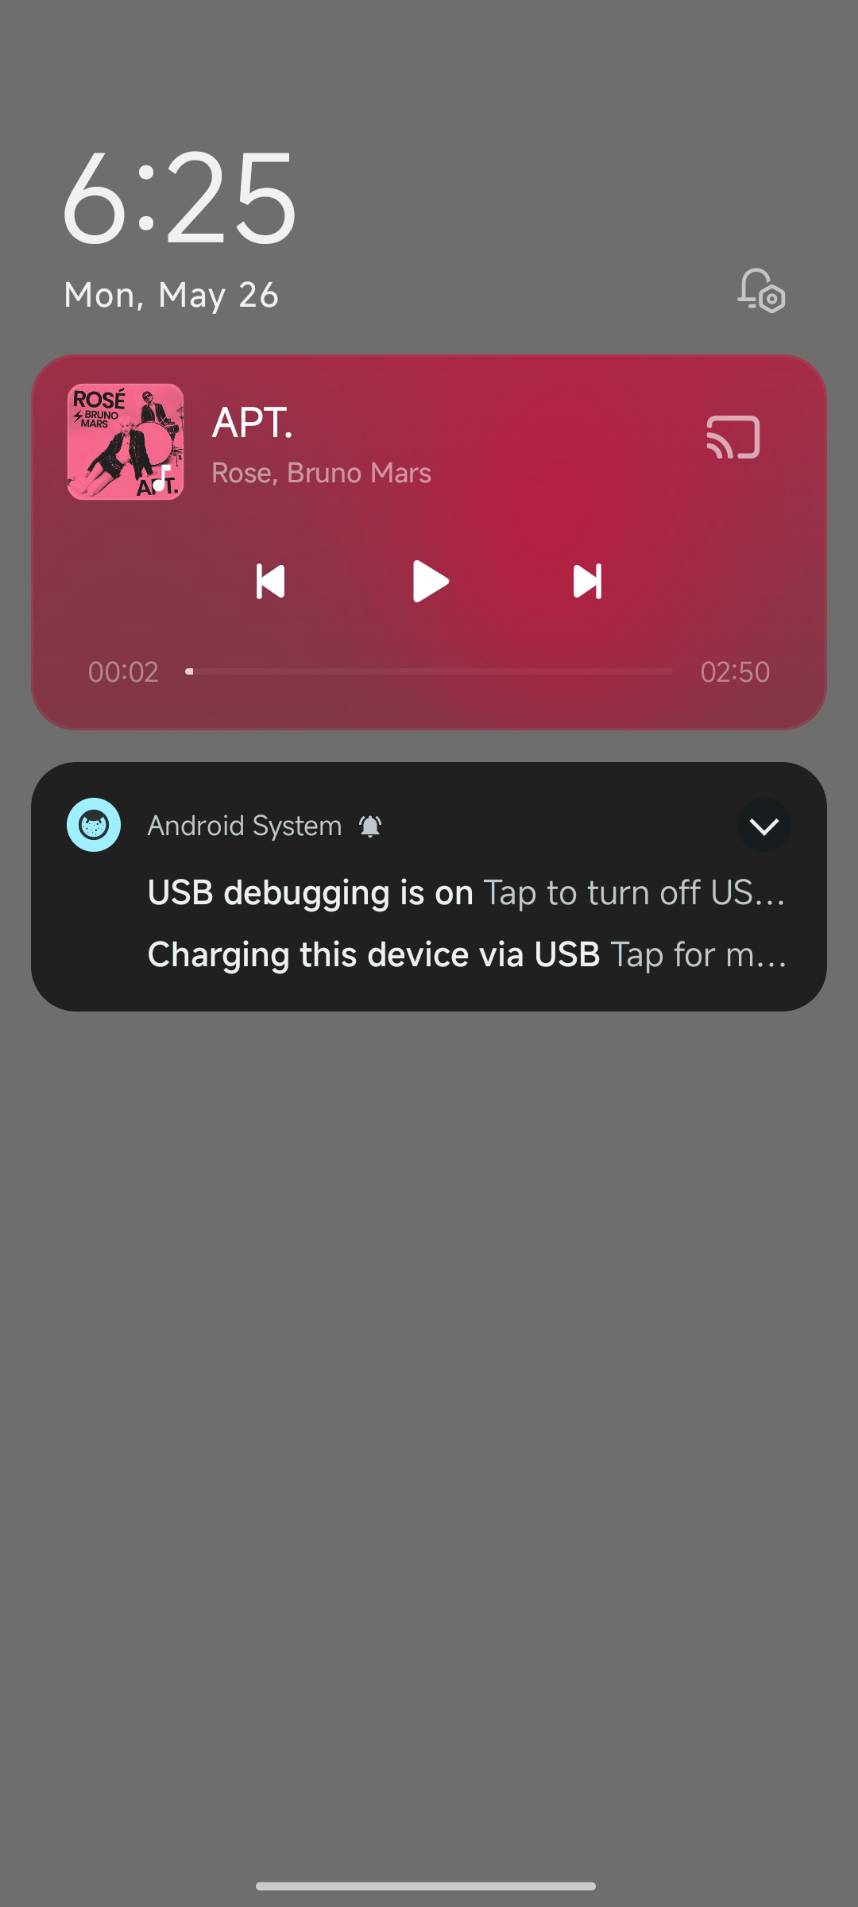 6:25
Mon, May 26
ROSÉ
BRUNO
MARS
APT.
APT.
Rose, Bruno Mars
00:02
02:50
Android System
USB debugging is on Tap to turn off US...
Charging this device via USB Tap for m...